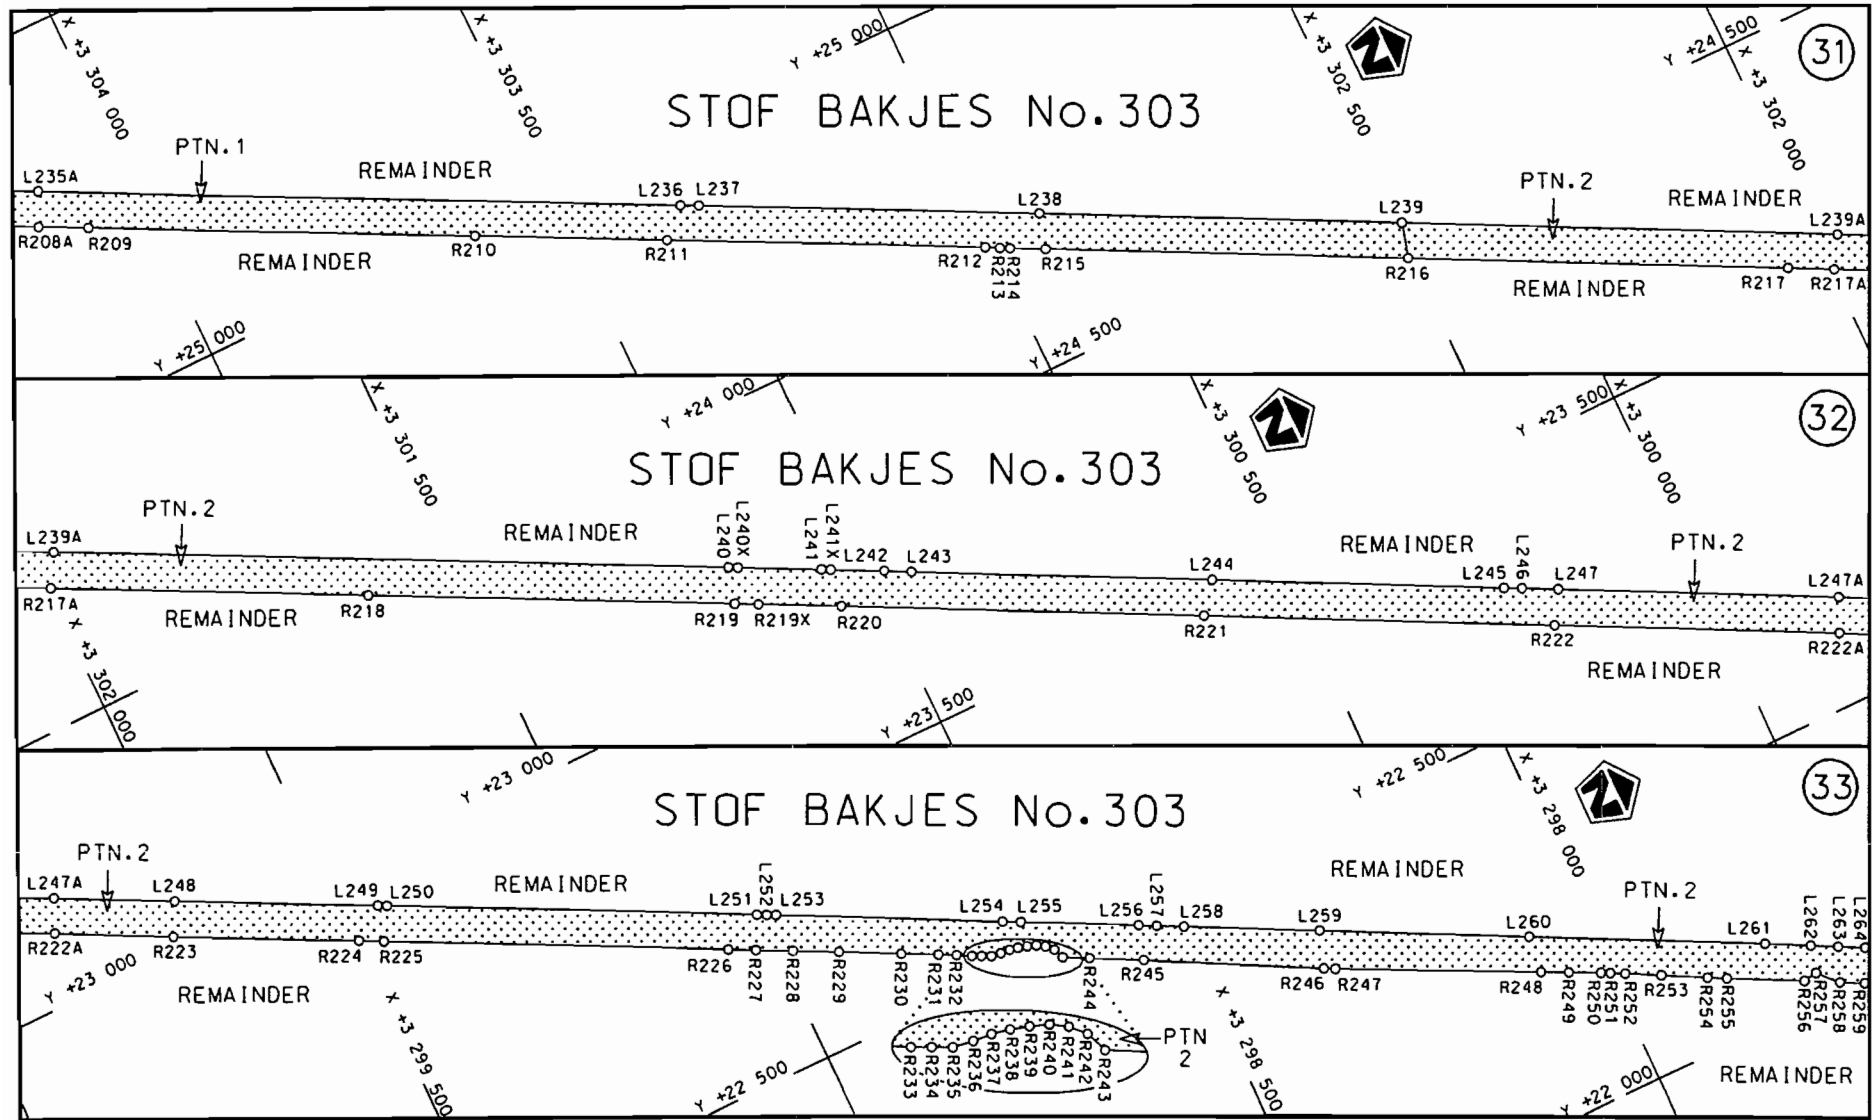 X +3 304 000
X +3 303 500
Y +25 000
X +3 302 500
Y +24 500
X +3 302 000
31
STOF BAKJES No.303
PTN.1
REMAINDER
PTN.2
REMAINDER
L235A
L236
L237
L238
L239
L239A
R208A
R209
R210
R211
R212
R213
R214
R215
R216
R217
R217A
REMAINDER
REMAINDER
Y +25 000
Y +24 500
X +3 301 500
Y +24 000
X +3 300 500
Y +23 500
X +3 300 000
32
STOF BAKJES No.303
PTN.2
REMAINDER
REMAINDER
PTN.2
L239A
L240
L240X
L241
L241X
L242
L243
L244
L245
L246
L247
L247A
R217A
R218
R219
R219X
R220
R221
R222
R222A
REMAINDER
REMAINDER
X +3 302 000
Y +23 500
Y +23 000
Y +22 500
X +3 298 000
33
STOF BAKJES No.303
PTN.2
REMAINDER
REMAINDER
PTN.2
L247A
L248
L249
L250
L251
L252
L253
L254
L255
L256
L257
L258
L259
L260
L261
L262
L263
L264
R222A
R223
R224
R225
R226
R227
R228
R229
R230
R231
R232
R244
R245
R246
R247
R248
R249
R250
R251
R252
R253
R254
R255
R256
R257
R258
R259
Y +23 000
REMAINDER
X +3 299 500
R233
R234
R235
R236
R237
R238
R239
R240
R241
R242
R243
PTN
2
X +3 298 500
Y +22 500
Y +22 000
REMAINDER